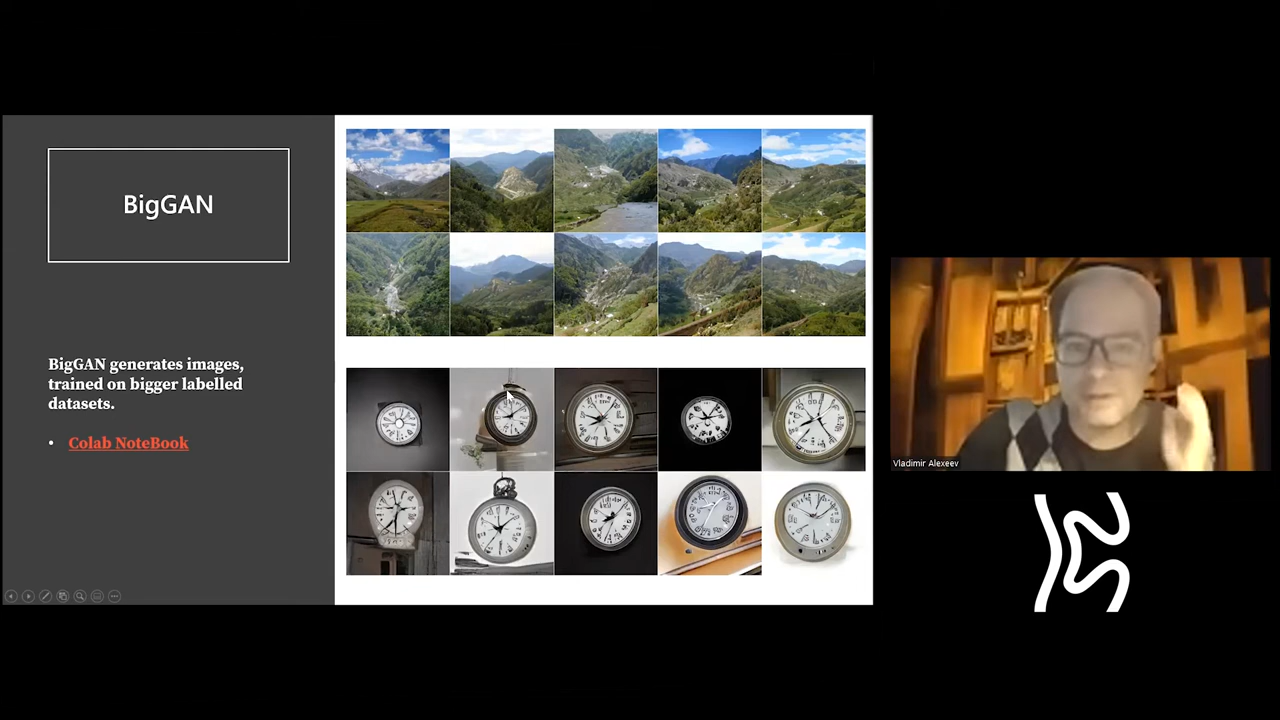 BigGAN
BigGAN generates images,
trained on bigger labelled
datasets.
• Colab NoteBook
Vladimir Alexeev